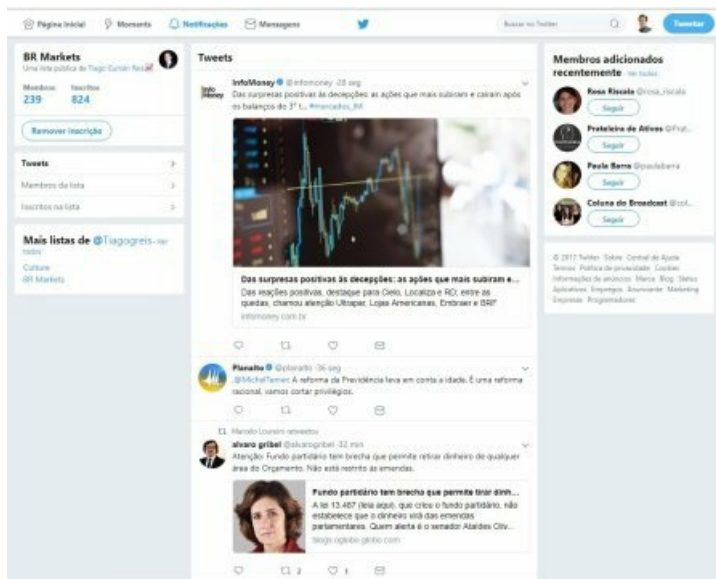 Página Inicial Moments Notificações Mensagens Buscar no Twitter Tweetar
BR Markets
Uma lista pública de Tiago Guitián Reis
Membros Inscritos
239 824
Remover inscrição
Tweets
Membros da lista
Inscritos na lista
Mais listas de @Tiagogreis · Ver
todos
Culture
BR Markets
Tweets
InfoMoney @infomoney · 28 seg
Das surpresas positivas às decepções: as ações que mais subiram e caíram após
os balanços do 3º t... #mercados_IM
Das surpresas positivas às decepções: as ações que mais subiram e...
Das reações positivas, destaque para Cielo, Localiza e RD; entre as
quedas, chamou atenção Ultrapar, Lojas Americanas, Embraer e BRF
infomoney.com.br
Planalto @planalto · 36 seg
.@MichelTemer: A reforma da Previdência leva em conta a idade. É uma reforma
racional, vamos cortar privilégios.
Marcelo Loureiro retweetou
alvaro gribel @alvarogribel · 32 min
Atenção: Fundo partidário tem brecha que permite retirar dinheiro de qualquer
área do Orçamento. Não está restrito às emendas.
Fundo partidário tem brecha que permite tirar dinh...
A lei 13.487 (leia aqui), que criou o fundo partidário, não
estabelece que o dinheiro virá das emendas
parlamentares. Quem alerta é o senador Ataídes Oliv...
blogs.oglobo.globo.com
2 1
Membros adicionados
recentemente · Ver todos
Rosa Riscala @rosa_riscala
Seguir
Prateleira de Ativos @Prat...
Seguir
Paula Barra @paulabarra
Seguir
Coluna do Broadcast @col...
Seguir
© 2017 Twitter Sobre Central de Ajuda
Termos Política de privacidade Cookies
Informações de anúncios Marca Blog Status
Aplicativos Empregos Anunciante Marketing
Empresas Programadores